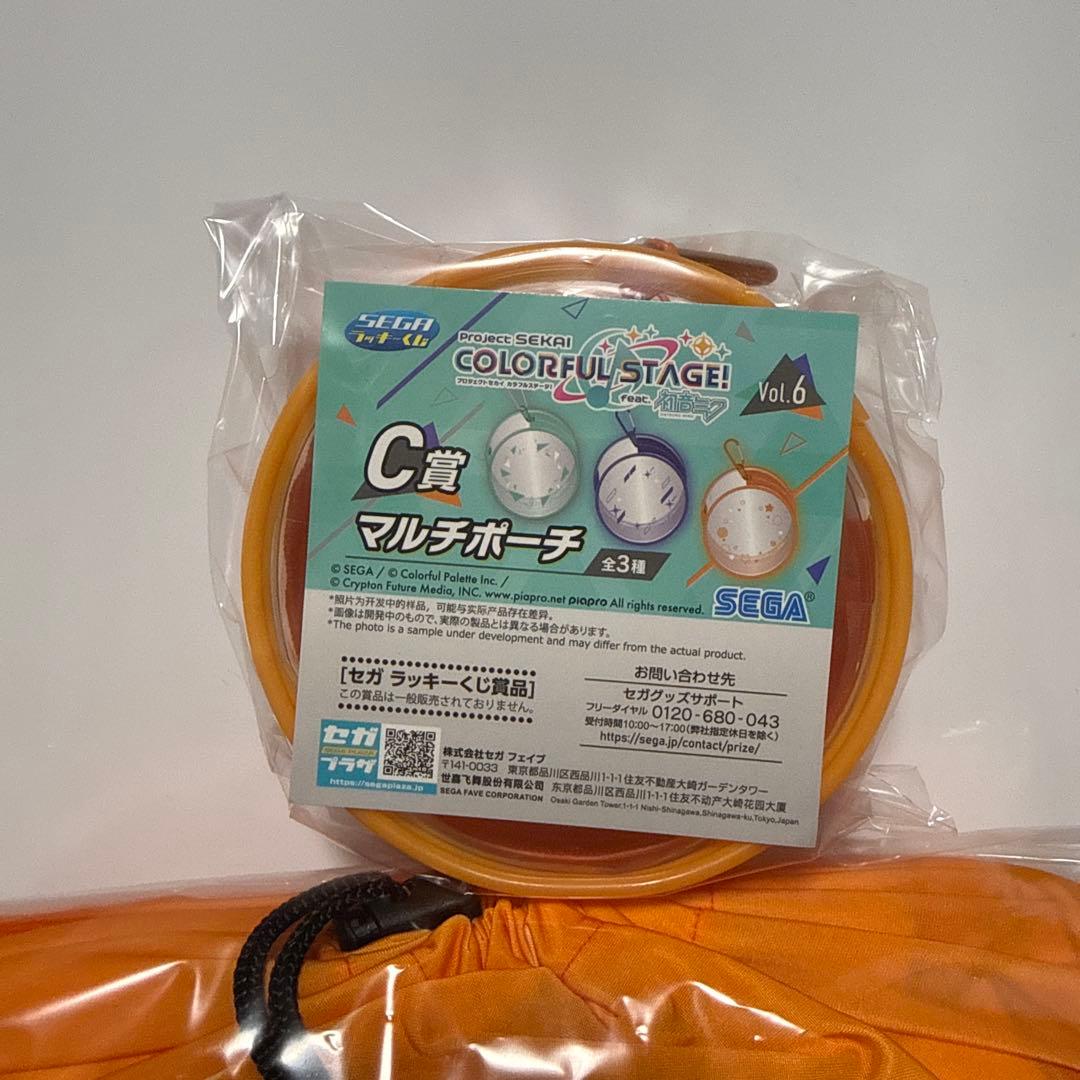 SEGA
ラッキーくじ
Project SEKAI
COLORFUL STAGE!
プロジェクトセカイ カラフルステージ!
feat. 初音ミク
HATSUNE MIKU
Vol.6
C賞
マルチポーチ
全3種
© SEGA / © Colorful Palette Inc. /
© Crypton Future Media, INC. www.piapro.net piapro All rights reserved.
SEGA®
*照片为开发中的样品，可能与实际产品存在差异。
*画像は開発中のもので、実際の製品とは異なる場合があります。
*The photo is a sample under development and may differ from the actual product.
[セガ ラッキーくじ賞品]
この賞品は一般販売されておりません。
お問い合わせ先
セガグッズサポート
フリーダイヤル 0120-680-043
受付時間10:00～17:00(弊社指定休日を除く)
https://sega.jp/contact/prize/
セガ
SEGA PLAZA
プラザ
https://segaplaza.jp
株式会社セガ フェイブ
〒141-0033 東京都品川区西品川1-1-1住友不動産大崎ガーデンタワー
世嘉飞舞股份有限公司 东京都品川区西品川1-1-1住友不动产大崎花园大厦
SEGA FAVE CORPORATION Osaki Garden Tower,1-1-1 Nishi-Shinagawa,Shinagawa-ku,Tokyo,Japan